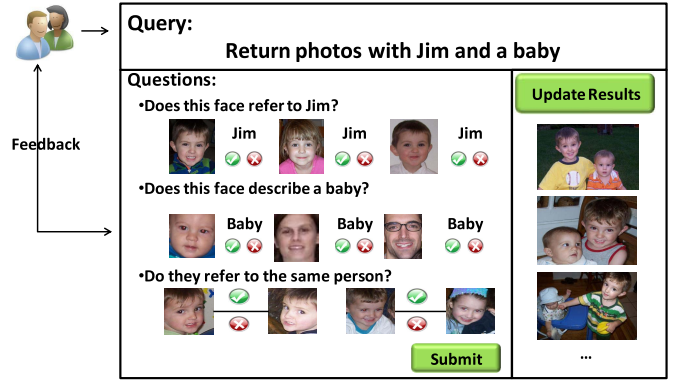 Query:
Return photos with Jim and a baby
Feedback
Questions:
•Does this face refer to Jim?
Jim Jim Jim
•Does this face describe a baby?
Baby Baby Baby
•Do they refer to the same person?
Submit
Update Results
...